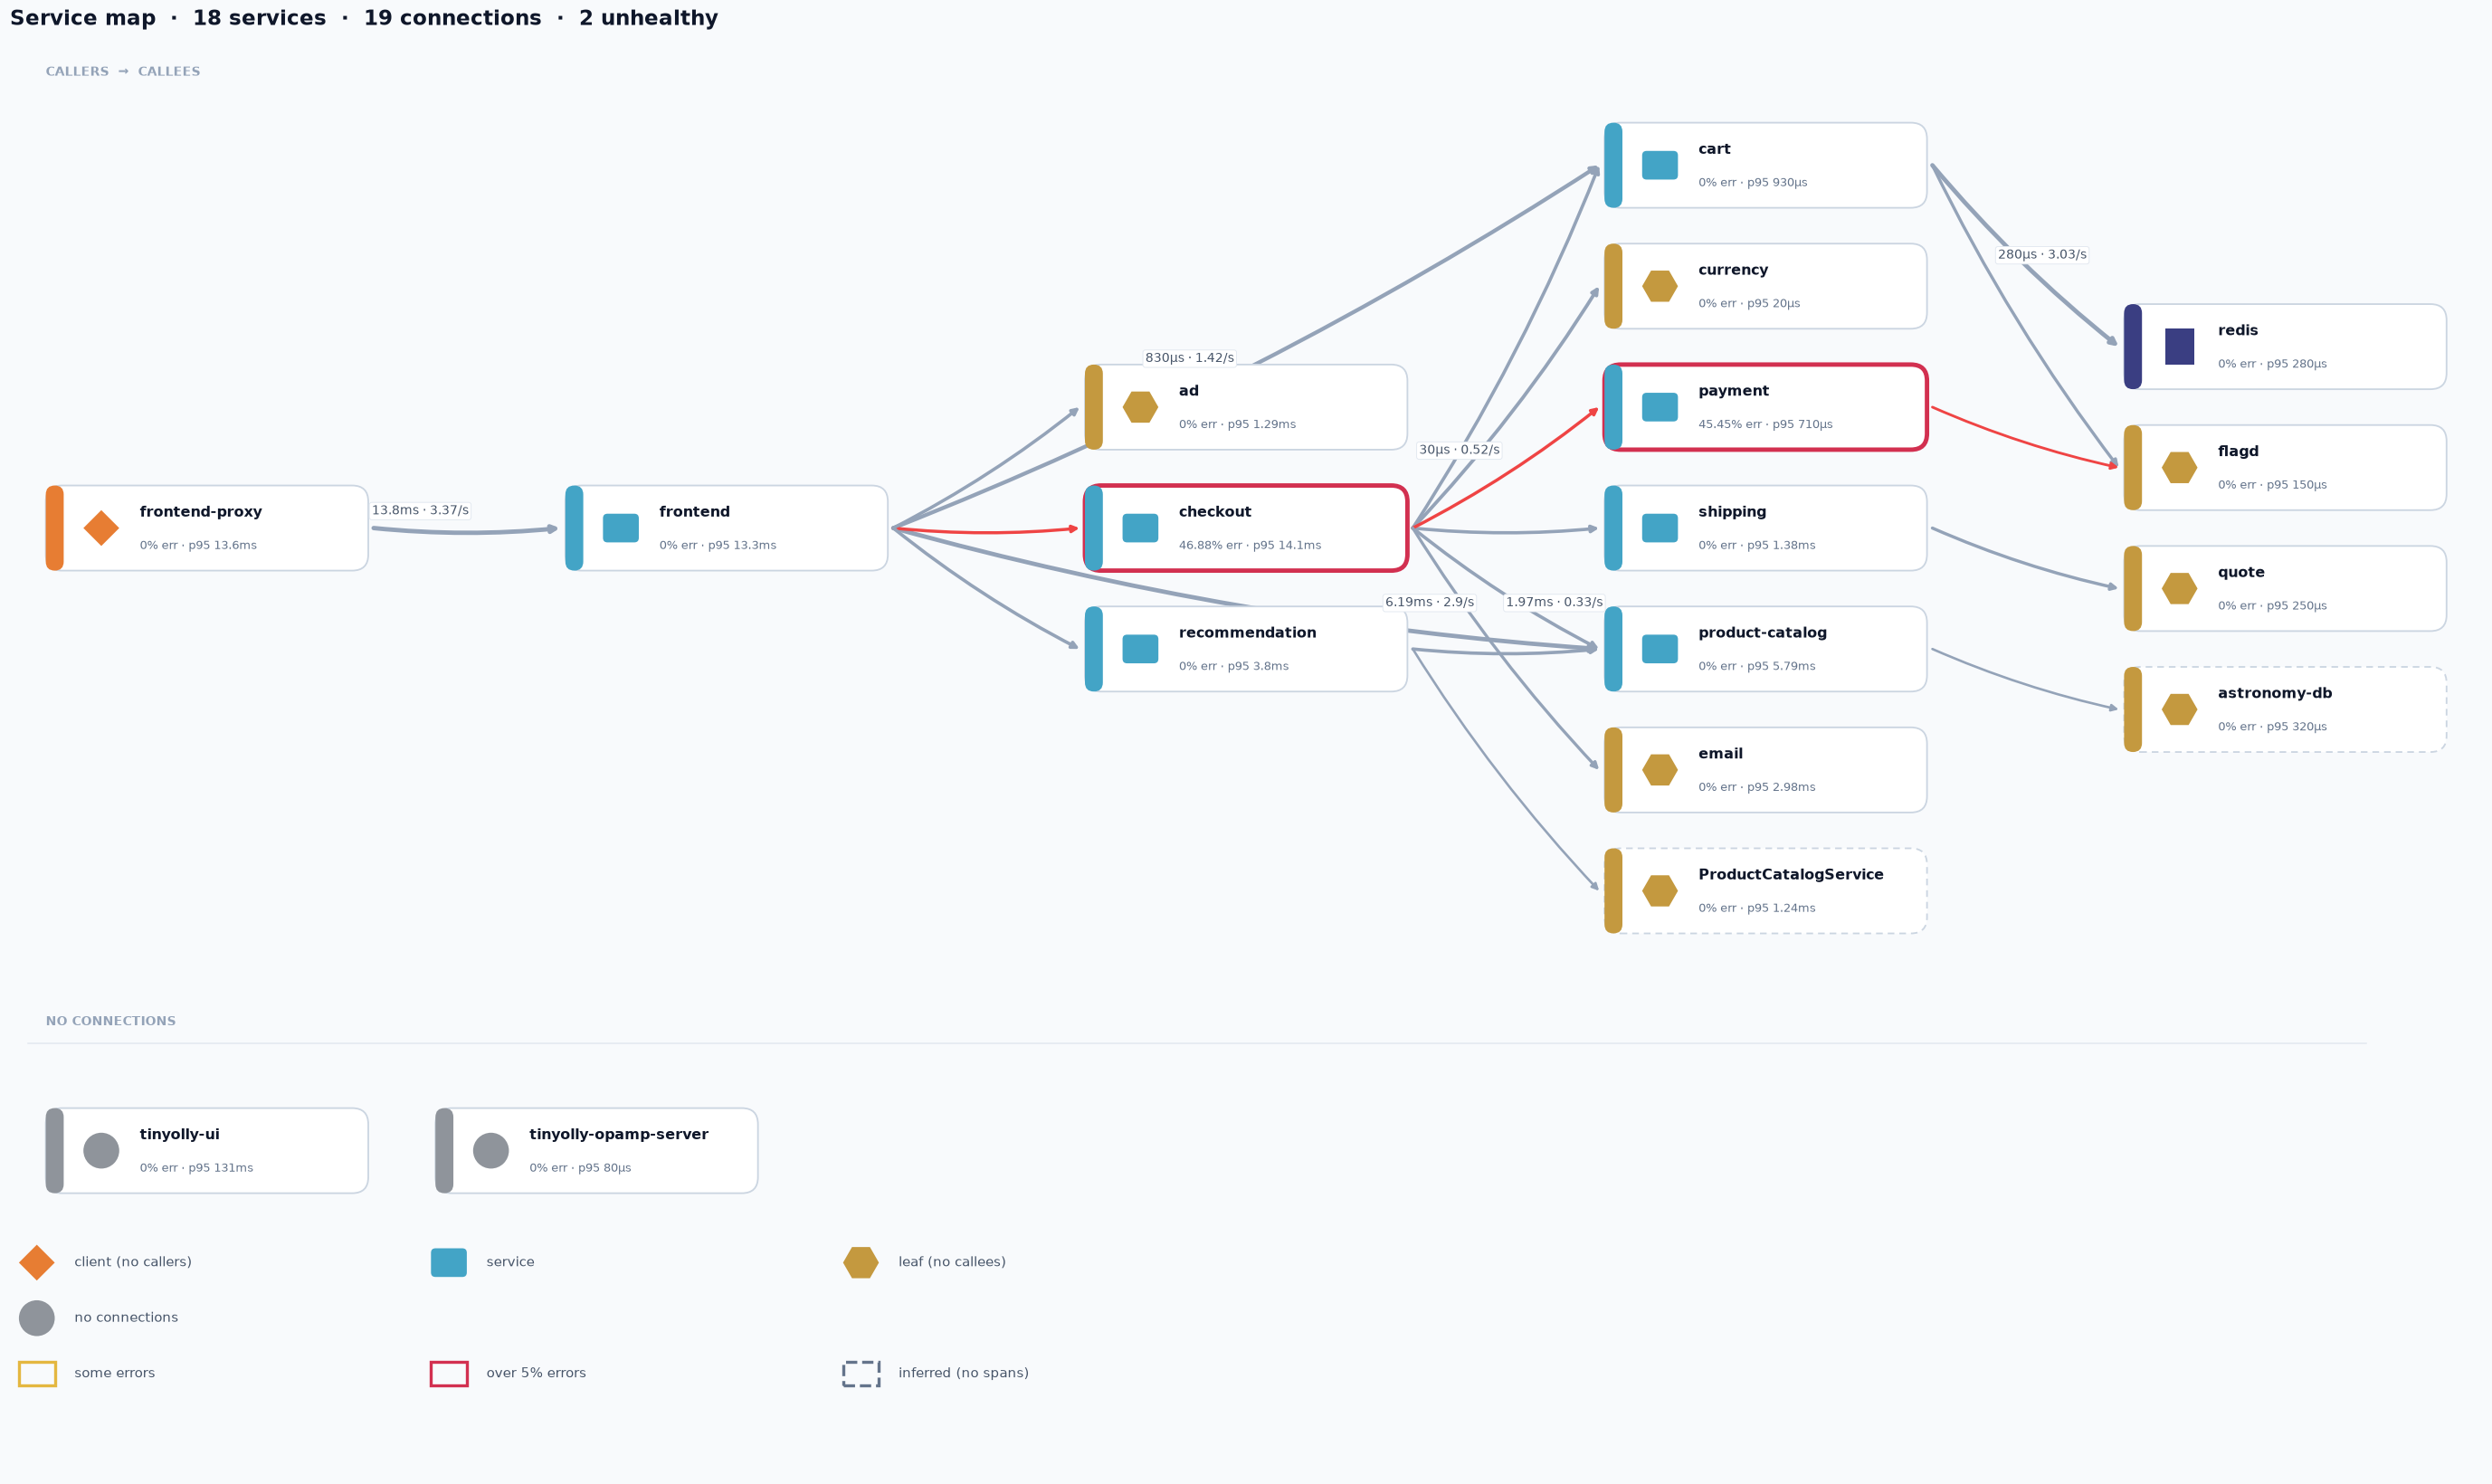 Service map · 18 services · 19 connections · 2 unhealthy
CALLERS → CALLEES
cart
0% err · p95 930µs
currency
0% err · p95 20µs
280µs · 3.03/s
redis
0% err · p95 280µs
830µs · 1.42/s
ad
0% err · p95 1.29ms
payment
45.45% err · p95 710µs
30µs · 0.52/s
flagd
0% err · p95 150µs
frontend-proxy
0% err · p95 13.6ms
13.8ms · 3.37/s
frontend
0% err · p95 13.3ms
checkout
46.88% err · p95 14.1ms
shipping
0% err · p95 1.38ms
quote
0% err · p95 250µs
6.19ms · 2.9/s
1.97ms · 0.33/s
recommendation
0% err · p95 3.8ms
product-catalog
0% err · p95 5.79ms
astronomy-db
0% err · p95 320µs
email
0% err · p95 2.98ms
ProductCatalogService
0% err · p95 1.24ms
NO CONNECTIONS
tinyolly-ui
0% err · p95 131ms
tinyolly-opamp-server
0% err · p95 80µs
client (no callers)
service
leaf (no callees)
no connections
some errors
over 5% errors
inferred (no spans)